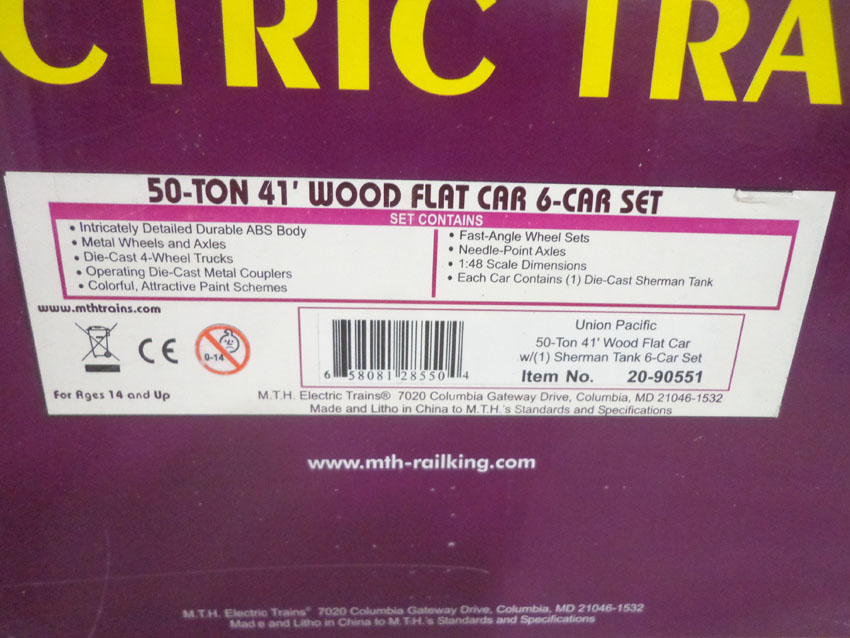 CTRIC TRA
50-TON 41' WOOD FLAT CAR 6-CAR SET
SET CONTAINS
• Intricately Detailed Durable ABS Body
• Metal Wheels and Axles
• Die-Cast 4-Wheel Trucks
• Operating Die-Cast Metal Couplers
• Colorful, Attractive Paint Schemes
• Fast-Angle Wheel Sets
• Needle-Point Axles
• 1:48 Scale Dimensions
• Each Car Contains (1) Die-Cast Sherman Tank
www.mthtrains.com
CE
0-14
For Ages 14 and Up
6 58081 28550 4
Union Pacific
50-Ton 41' Wood Flat Car
w/(1) Sherman Tank 6-Car Set
Item No. 20-90551
M.T.H. Electric Trains® 7020 Columbia Gateway Drive, Columbia, MD 21046-1532
Made and Litho in China to M.T.H.'s Standards and Specifications
www.mth-railking.com
M.T.H. Electric Trains® 7020 Columbia Gateway Drive, Columbia, MD 21046-1532
Made and Litho in China to M.T.H.'s Standards and Specifications